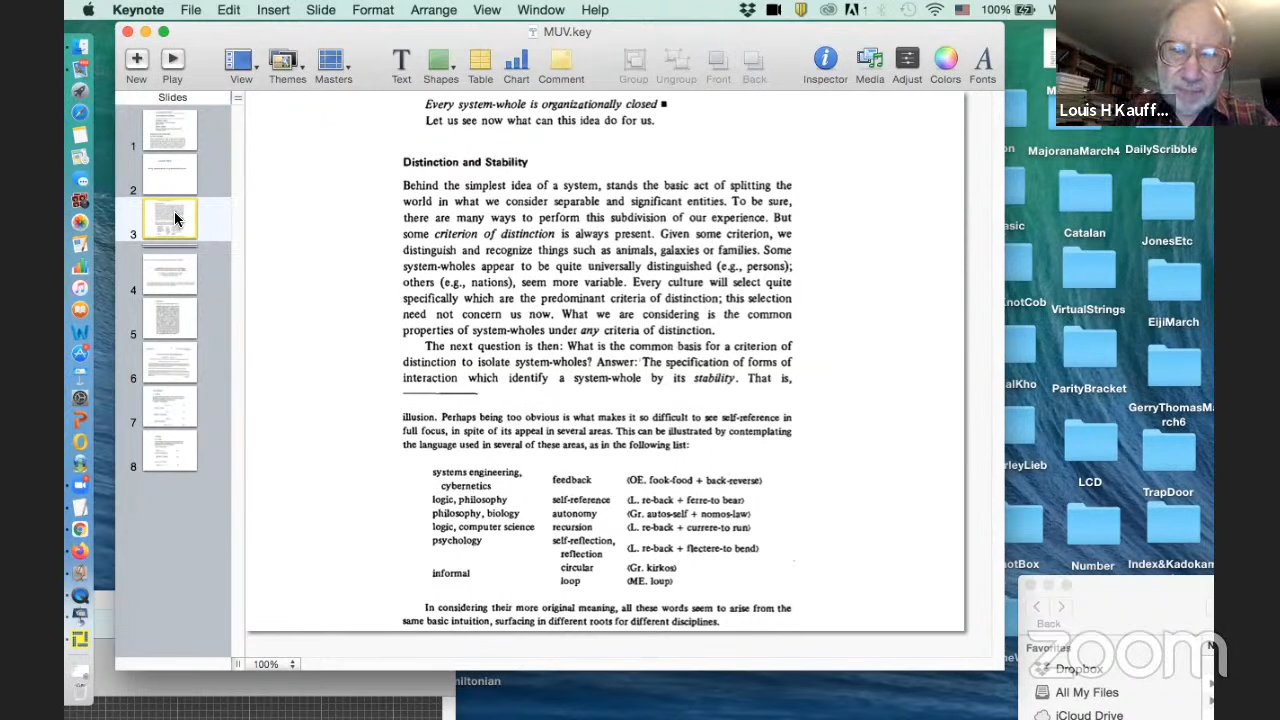 Keynote File Edit Insert Slide Format Arrange View Window Help 100%
MUV.key
New Play View Themes Masters Text Shapes Table Chart Comment Group Ungroup Front Back Inspector Media Adjust Colors Fonts
Slides
1
2
3
4
5
6
7
8
Every system-whole is organizationally closed ■
Let us see now what can this idea do for us.
Distinction and Stability
Behind the simplest idea of a system, stands the basic act of splitting the
world in what we consider separable and significant entities. To be sure,
there are many ways to perform this subdivision of our experience. But
some criterion of distinction is always present. Given some criterion, we
distinguish and recognize things such as animals, galaxies or families. Some
system-wholes appear to be quite universally distinguished (e.g., persons);
others (e.g., nations), seem more variable. Every culture will select quite
specifically which are the predominant criteria of distinction; this selection
need not concern us now. What we are considering is the common
properties of system-wholes under any criteria of distinction.
The next question is then: What is the common basis for a criterion of
distinction to isolate system-wholes? Answer: The specification of forms of
interaction which identify a system-whole by its stability. That is,
illusion. Perhaps being too obvious is what makes it so difficult to see self-reference in
full focus, in spite of its appeal in several areas. This can be illustrated by contemplating
the language used in several of these areas, as in the following list:
systems engineering,
cybernetics feedback (OE. fook-food + back-reverse)
logic, philosophy self-reference (L. re-back + ferre-to bear)
philosophy, biology autonomy (Gr. autos-self + nomos-law)
logic, computer science recursion (L. re-back + currere-to run)
psychology self-reflection,
reflection (L. re-back + flectere-to bend)
circular (Gr. kirkos)
informal
loop (ME. loup)
In considering their more original meaning, all these words seem to arise from the
same basic intuition, surfacing in different roots for different disciplines.
100%
Louis H Kauff...
MajoranaMarch4 DailyScribble
Catalan JonesEtc
VirtualStrings EijiMarch
ParityBracket GerryThomasMa
rch6
LCD TrapDoor
Number Index&Kadokam
Back
Favorites
Dropbox
All My Files
iCloud Drive
zoom